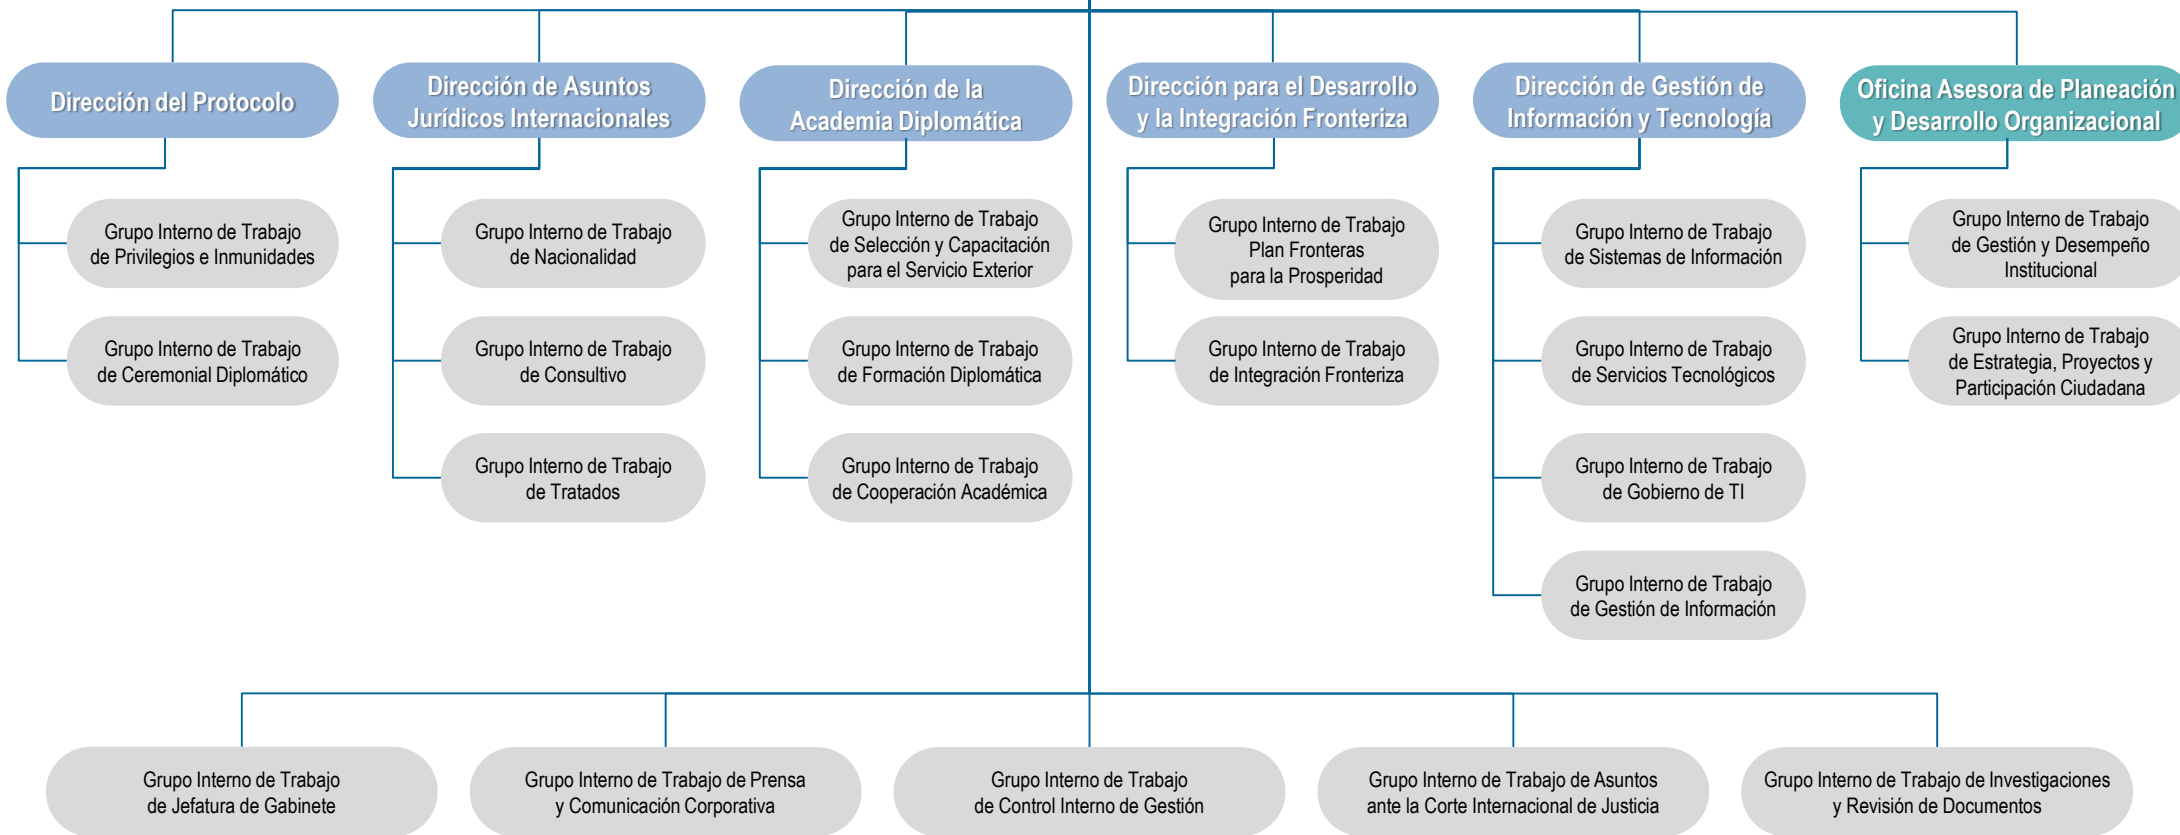 Dirección del Protocolo
Dirección de Asuntos
Jurídicos Internacionales
Dirección de la
Academia Diplomática
Dirección para el Desarrollo
y la Integración Fronteriza
Dirección de Gestión de
Información y Tecnología
Oficina Asesora de Planeación
y Desarrollo Organizacional
Grupo Interno de Trabajo
de Privilegios e Inmunidades
Grupo Interno de Trabajo
de Nacionalidad
Grupo Interno de Trabajo
de Selección y Capacitación
para el Servicio Exterior
Grupo Interno de Trabajo
Plan Fronteras
para la Prosperidad
Grupo Interno de Trabajo
de Sistemas de Información
Grupo Interno de Trabajo
de Gestión y Desempeño
Institucional
Grupo Interno de Trabajo
de Ceremonial Diplomático
Grupo Interno de Trabajo
de Consultivo
Grupo Interno de Trabajo
de Formación Diplomática
Grupo Interno de Trabajo
de Integración Fronteriza
Grupo Interno de Trabajo
de Servicios Tecnológicos
Grupo Interno de Trabajo
de Estrategia, Proyectos y
Participación Ciudadana
Grupo Interno de Trabajo
de Tratados
Grupo Interno de Trabajo
de Cooperación Académica
Grupo Interno de Trabajo
de Gobierno de TI
Grupo Interno de Trabajo
de Gestión de Información
Grupo Interno de Trabajo
de Jefatura de Gabinete
Grupo Interno de Trabajo de Prensa
y Comunicación Corporativa
Grupo Interno de Trabajo
de Control Interno de Gestión
Grupo Interno de Trabajo de Asuntos
ante la Corte Internacional de Justicia
Grupo Interno de Trabajo de Investigaciones
y Revisión de Documentos